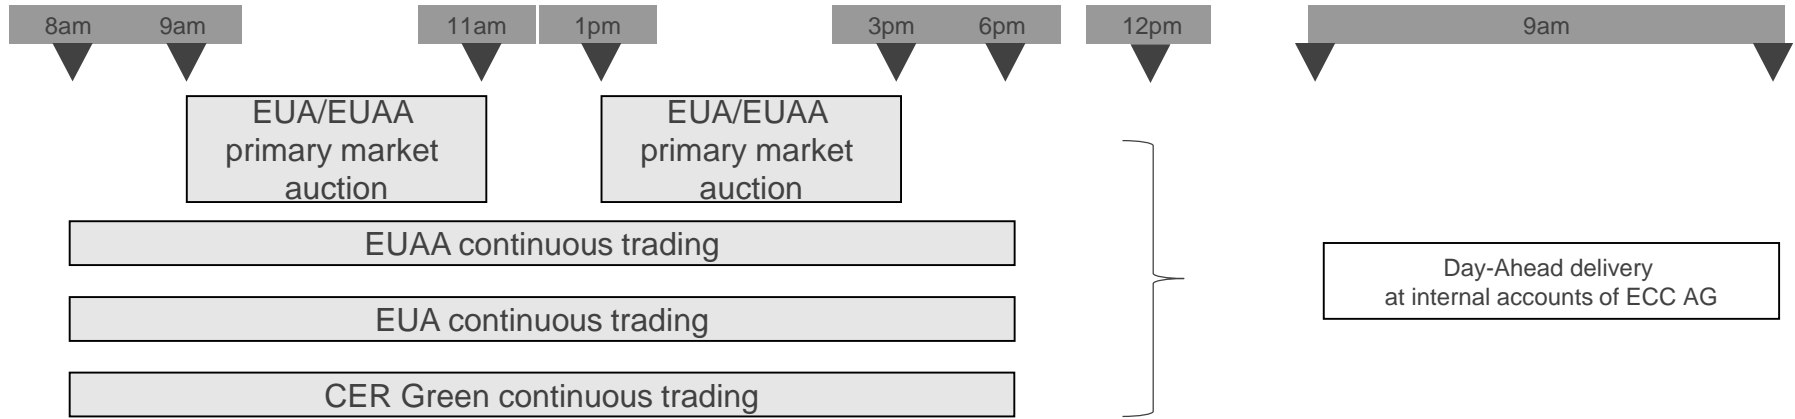 8am 9am 11am 1pm 3pm 6pm 12pm 9am
EUA/EUAA
primary market
auction
EUA/EUAA
primary market
auction
EUAA continuous trading
EUA continuous trading
CER Green continuous trading
Day-Ahead delivery
at internal accounts of ECC AG